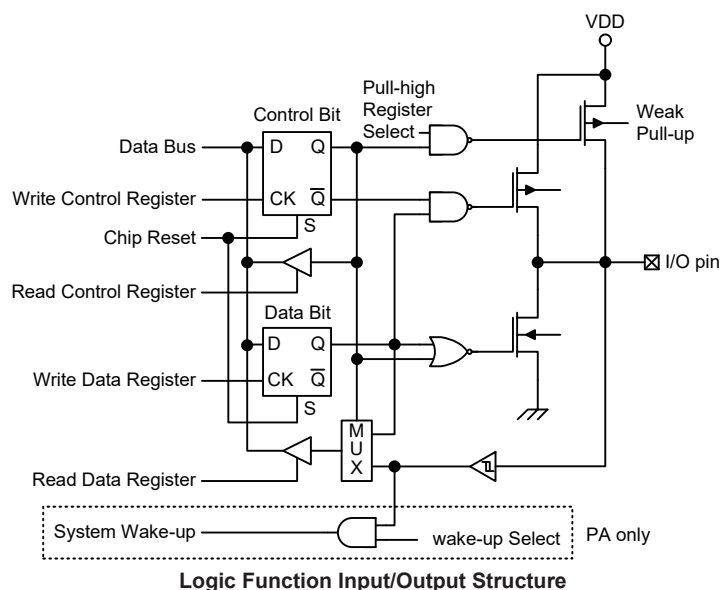 VDD
Pull-high
Register
Select
Weak
Pull-up
Control Bit
Data Bus
D
Q
Write Control Register
CK
Q
S
Chip Reset
I/O pin
Read Control Register
Data Bit
D
Q
Write Data Register
CK
Q
S
M
U
X
Read Data Register
System Wake-up
wake-up Select
PA only
Logic Function Input/Output Structure